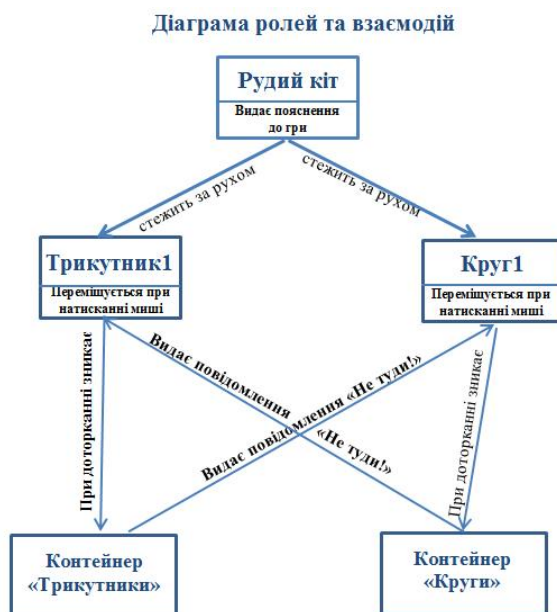 Діаграма ролей та взаємодій
Рудий кіт
Видає пояснення
до гри
стежить за рухом
стежить за рухом
Трикутник1
Переміщується при
натисканні миші
Круг1
Переміщується при
натисканні миші
При доторканні зникає
Видає повідомлення
«Не туди!»
Видає повідомлення «Не туди!»
При доторканні зникає
Контейнер
«Трикутники»
Контейнер
«Круги»